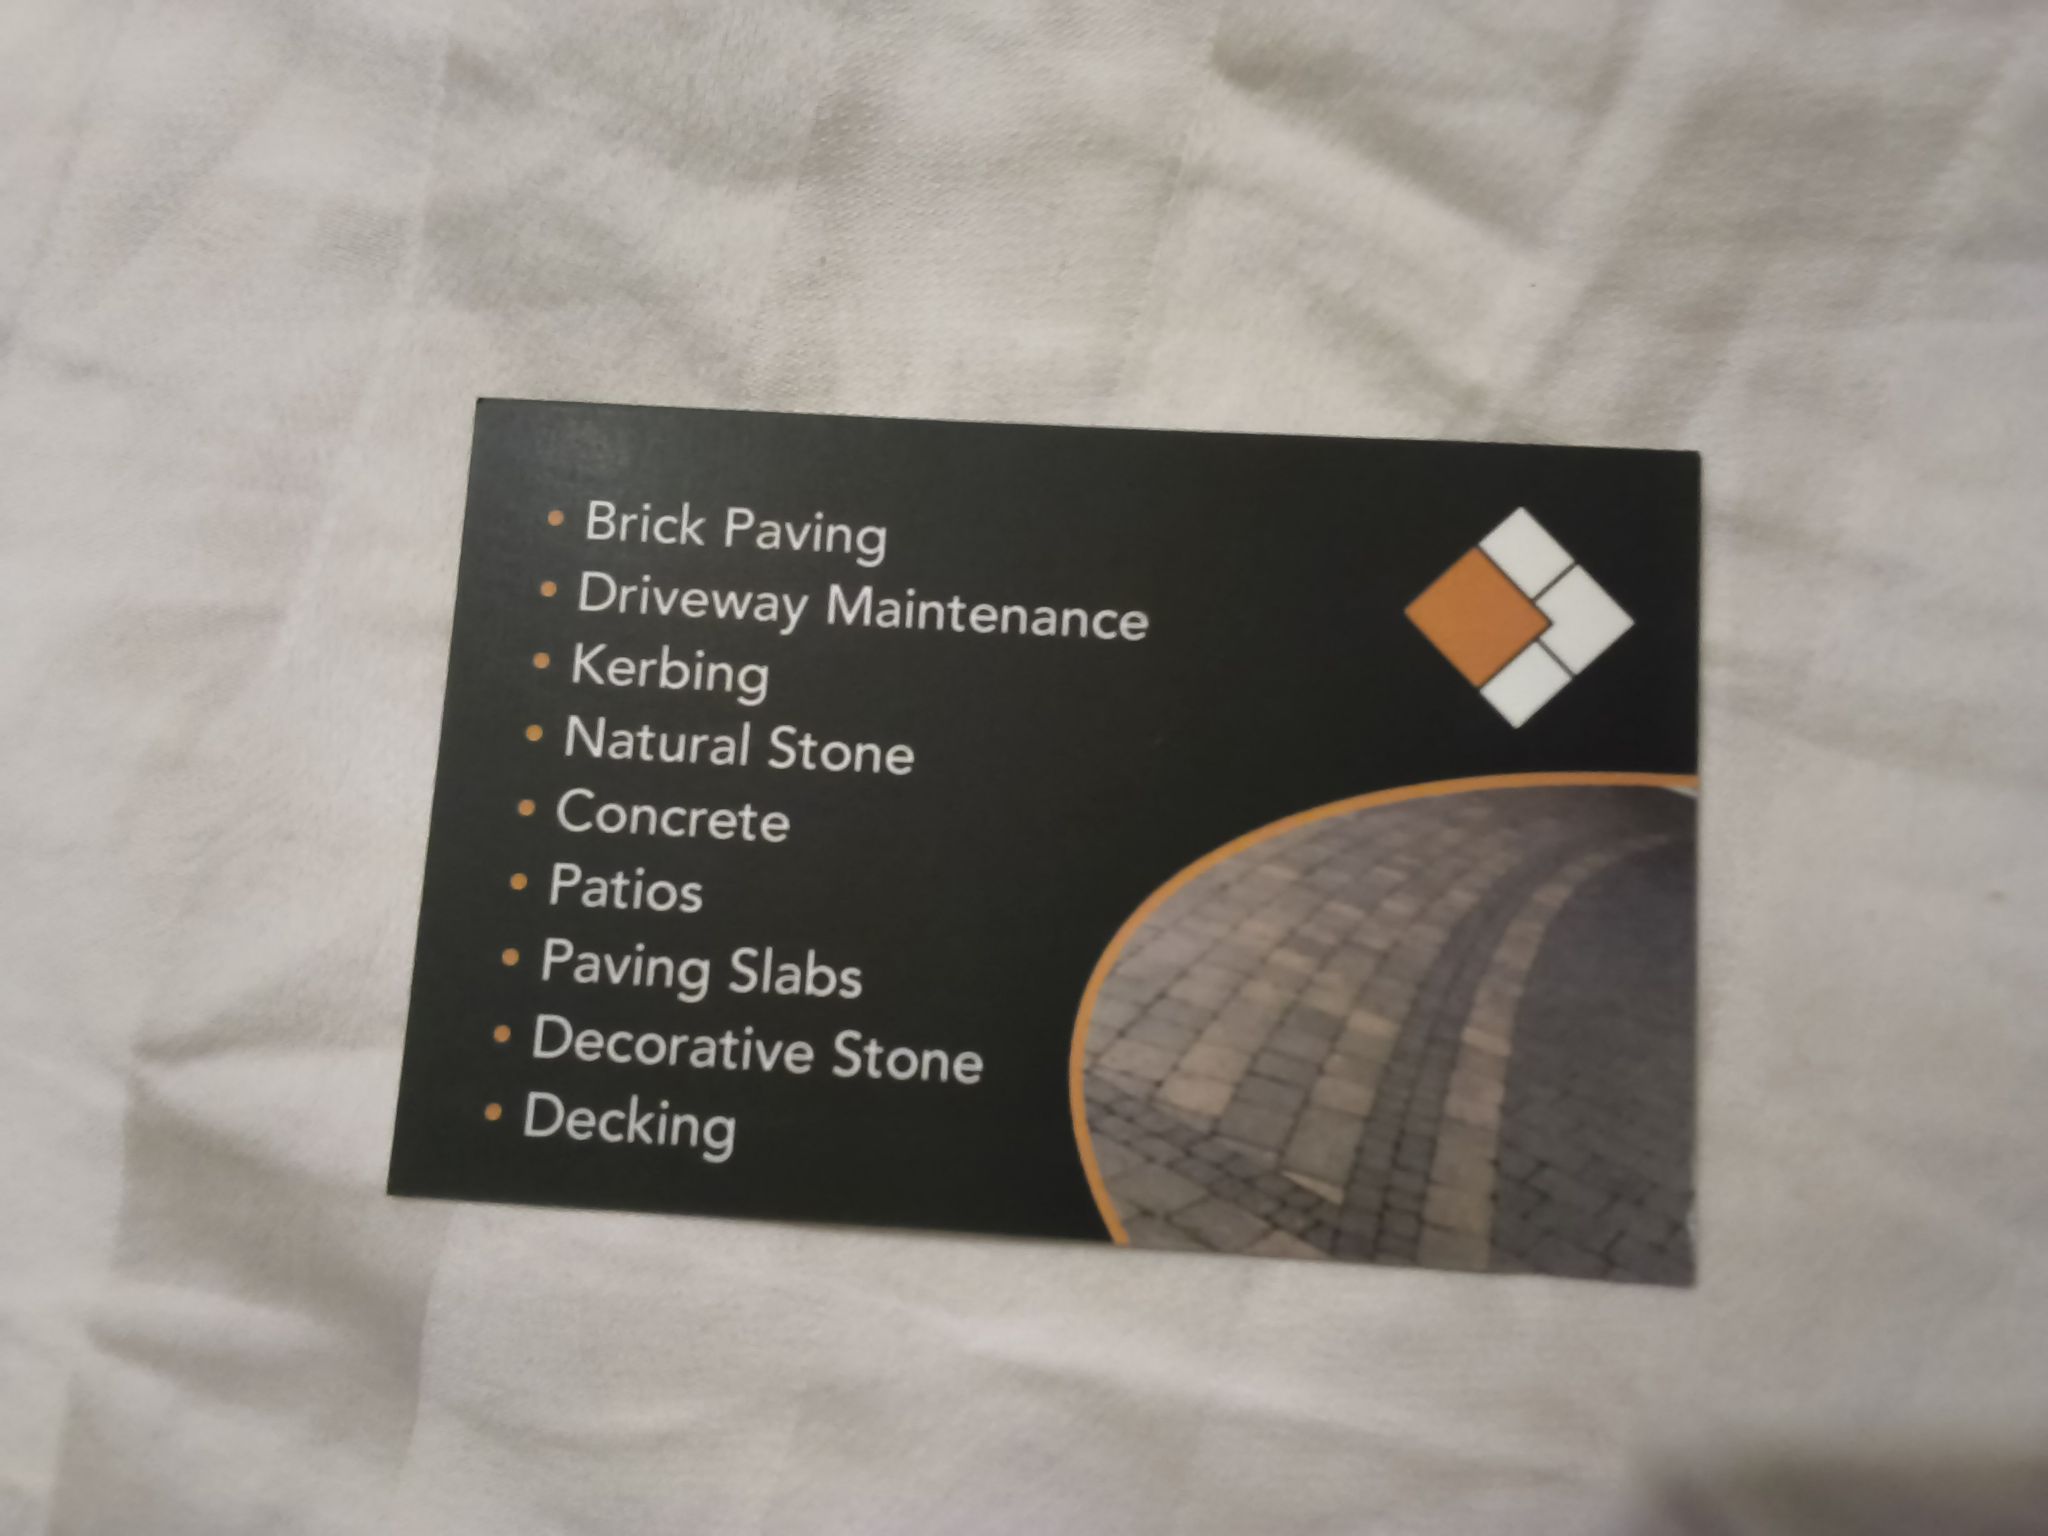 • Brick Paving
• Driveway Maintenance
• Kerbing
• Natural Stone
• Concrete
• Patios
• Paving Slabs
• Decorative Stone
• Decking